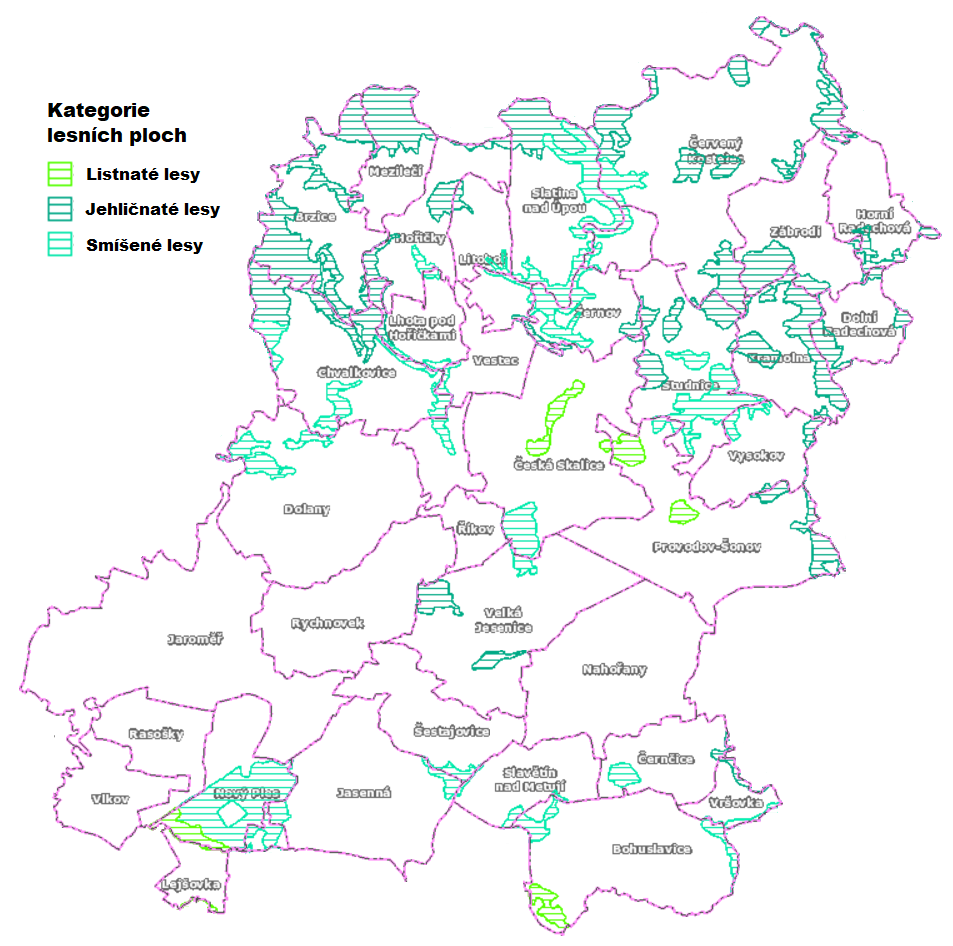 Kategorie
lesních ploch
Listnaté lesy
Jehličnaté lesy
Smíšené lesy
Červený
Kostelec
Mezilečí
Slatina
nad Úpou
Brzice
Horní
Radechová
Zábrodí
Hořičky
Litoboř
Žernov
Dolní
Radechová
Lhota pod
Hořičkami
Vestec
Kramolna
Chvalkovice
Studnice
Vysokov
Česká Skalice
Dolany
Říkov
Provodov-Šonov
Velká
Jesenice
Rychnovek
Jaroměř
Nahořany
Rasošky
Šestajovice
Černčice
Slavětín
nad Metují
Nový Ples
Jasenná
Vlkov
Vršovka
Bohuslavice
Lejšovka